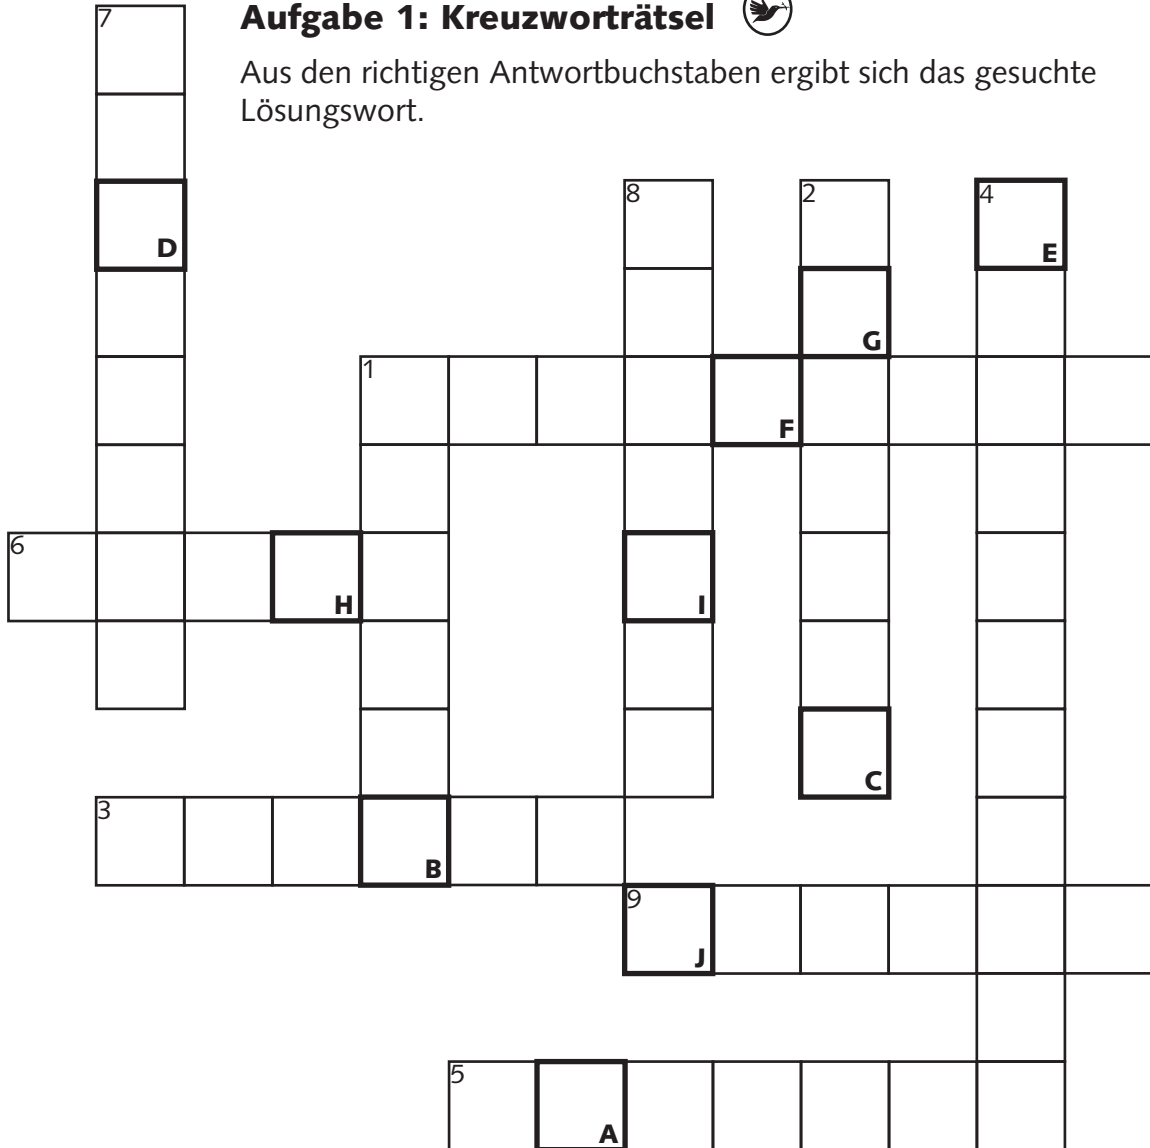 7
Aufgabe 1: Kreuzworträtsel
Aus den richtigen Antwortbuchstaben ergibt sich das gesuchte
Lösungswort.
8 2 4
D E
G
1
F
6
H I
C
3
B
9
J
5
A